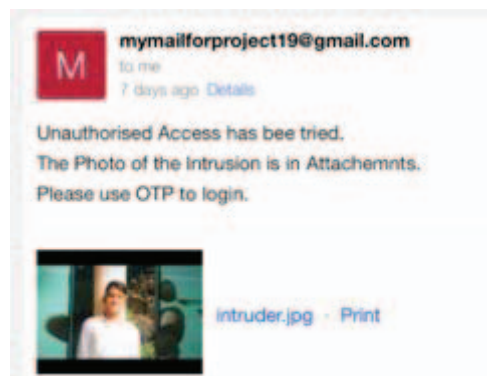 M
mymailforproject19@gmail.com
to me
7 days ago Details
Unauthorised Access has bee tried.
The Photo of the Intrusion is in Attachemnts.
Please use OTP to login.
intruder.jpg · Print